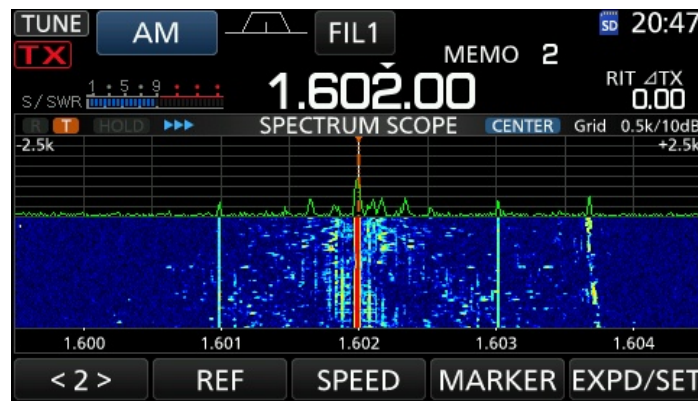 TUNE AM FIL1 SD 20:47
TX MEMO 2
S/SWR 1 5 9 1.602.00 RIT ⊿TX 0.00
R T HOLD SPECTRUM SCOPE CENTER Grid 0.5k/10dB
-2.5k +2.5k
1.600 1.601 1.602 1.603 1.604
< 2 > REF SPEED MARKER EXPD/SET